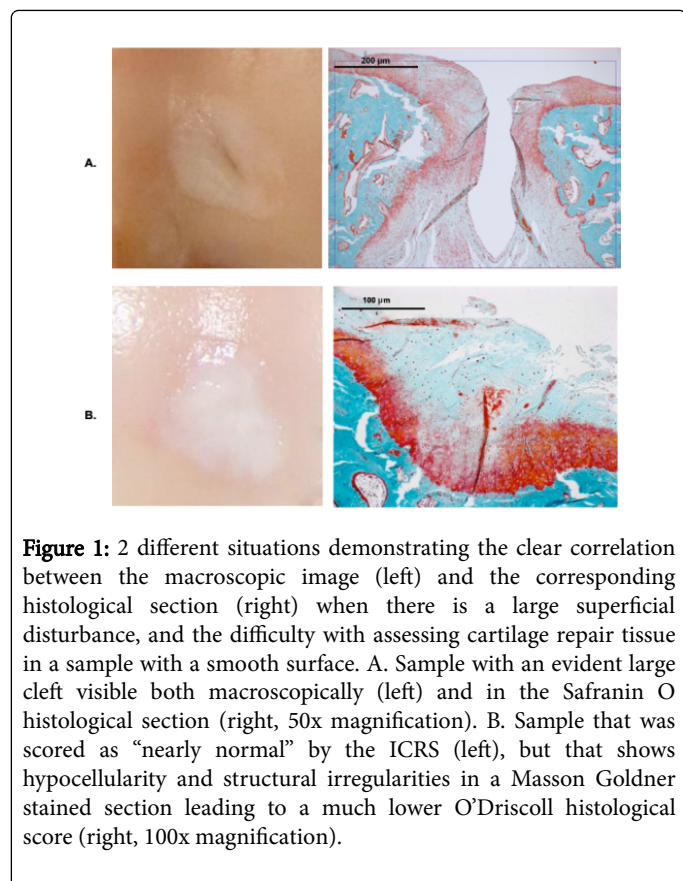 200 µm
A.
100 µm
B.
Figure 1: 2 different situations demonstrating the clear correlation
between the macroscopic image (left) and the corresponding
histological section (right) when there is a large superficial
disturbance, and the difficulty with assessing cartilage repair tissue
in a sample with a smooth surface. A. Sample with an evident large
cleft visible both macroscopically (left) and in the Safranin O
histological section (right, 50x magnification). B. Sample that was
scored as “nearly normal” by the ICRS (left), but that shows
hypocellularity and structural irregularities in a Masson Goldner
stained section leading to a much lower O’Driscoll histological
score (right, 100x magnification).